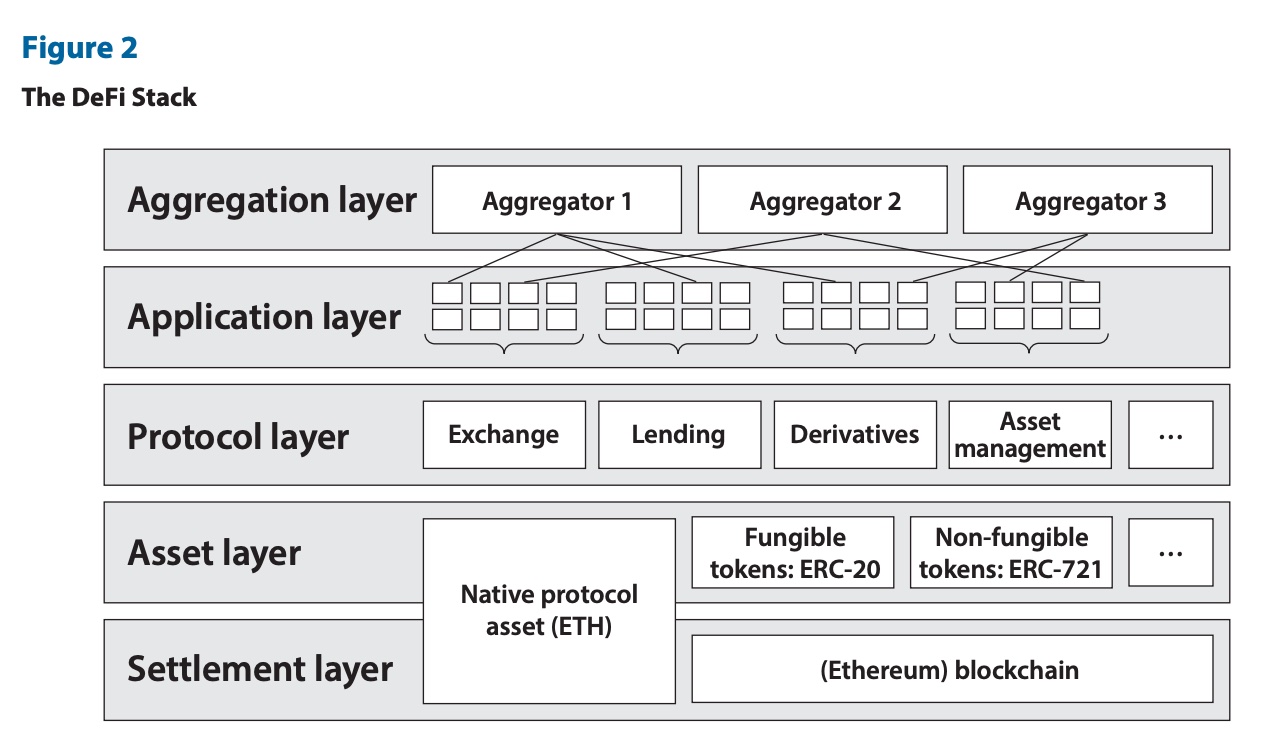 Figure 2
The DeFi Stack
Aggregation layer
Aggregator 1
Aggregator 2
Aggregator 3
Application layer
Protocol layer
Exchange
Lending
Derivatives
Asset
management
...
Asset layer
Native protocol
asset (ETH)
Fungible
tokens: ERC-20
Non-fungible
tokens: ERC-721
...
Settlement layer
(Ethereum) blockchain